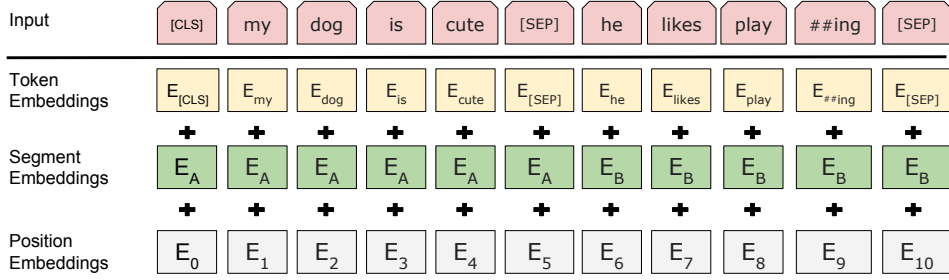 Input [CLS] my dog is cute [SEP] he likes play ##ing [SEP]
Token
Embeddings E[CLS] Emy Edog Eis Ecute E[SEP] Ehe Elikes Eplay E##ing E[SEP]
+ + + + + + + + + + +
Segment
Embeddings EA EA EA EA EA EA EB EB EB EB EB
+ + + + + + + + + + +
Position
Embeddings E0 E1 E2 E3 E4 E5 E6 E7 E8 E9 E10